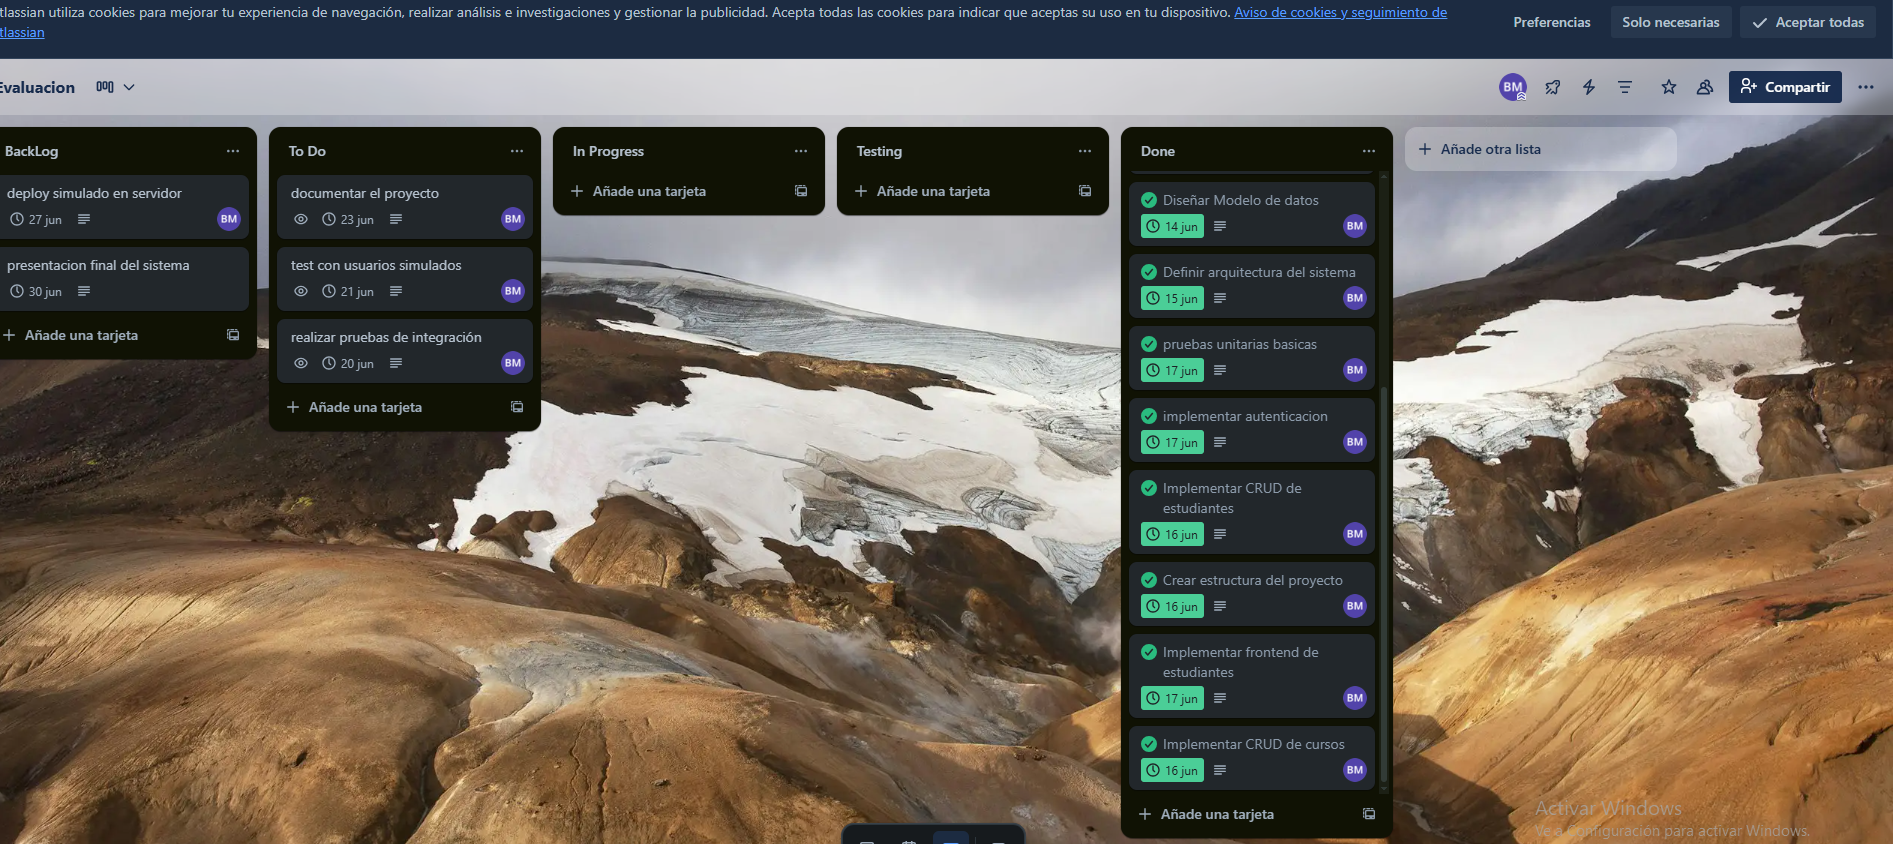 tlassian utiliza cookies para mejorar tu experiencia de navegación, realizar análisis e investigaciones y gestionar la publicidad. Acepta todas las cookies para indicar que aceptas su uso en tu dispositivo. Aviso de cookies y seguimiento de
tlassian
Preferencias
Solo necesarias
Aceptar todas
Evaluacion
BM
Compartir
BackLog
deploy simulado en servidor
27 jun
BM
presentacion final del sistema
30 jun
Añade una tarjeta
To Do
documentar el proyecto
23 jun
BM
test con usuarios simulados
21 jun
BM
realizar pruebas de integración
20 jun
BM
Añade una tarjeta
In Progress
Añade una tarjeta
Testing
Añade una tarjeta
Done
Diseñar Modelo de datos
14 jun
BM
Definir arquitectura del sistema
15 jun
BM
pruebas unitarias basicas
17 jun
BM
implementar autenticacion
17 jun
BM
Implementar CRUD de
estudiantes
16 jun
BM
Crear estructura del proyecto
16 jun
BM
Implementar frontend de
estudiantes
17 jun
BM
Implementar CRUD de cursos
16 jun
BM
Añade una tarjeta
Añade otra lista
Activar Windows
Ve a Configuración para activar Windows.